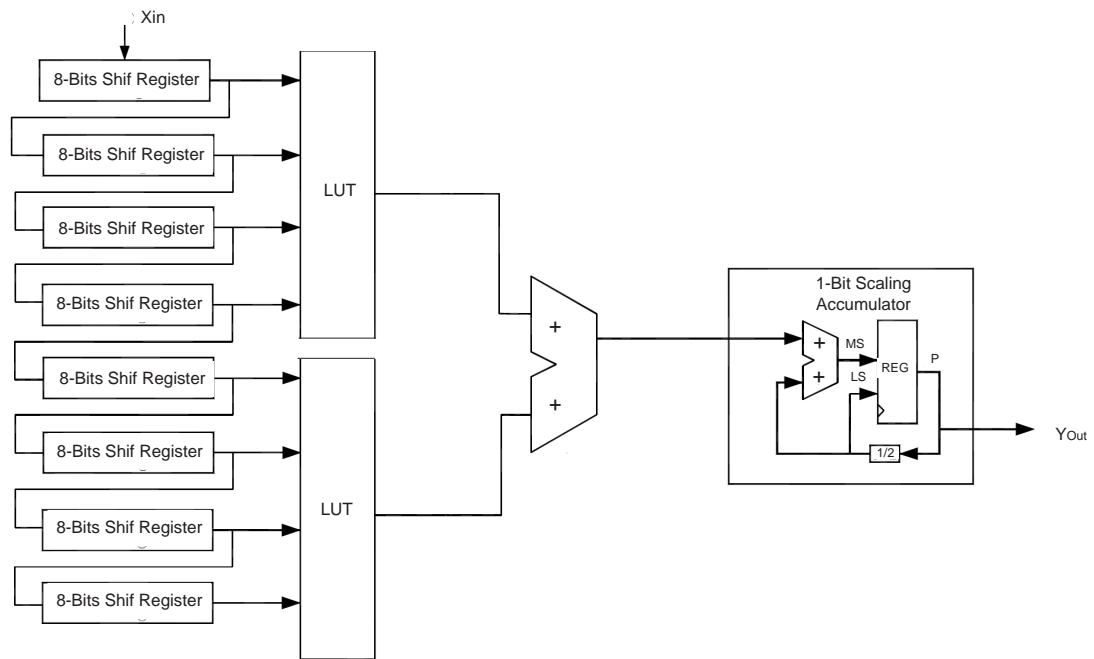 Xin
8-Bits Shif Register
8-Bits Shif Register
8-Bits Shif Register
8-Bits Shif Register
LUT
8-Bits Shif Register
8-Bits Shif Register
8-Bits Shif Register
8-Bits Shif Register
LUT
+
+
1-Bit Scaling
Accumulator
+
+
MS
LS
REG
P
1/2
YOut